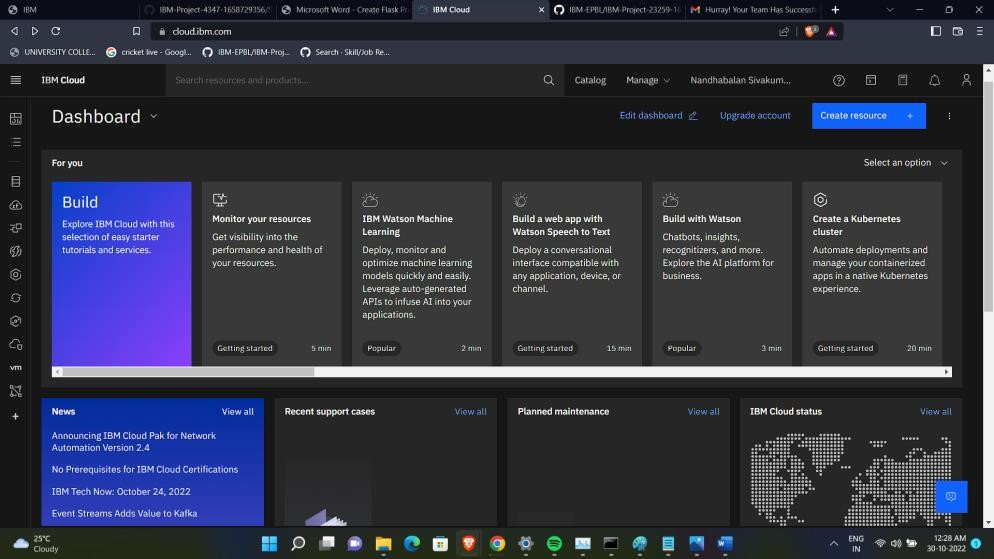 IBM
IBM-Project-4347-1658729356/S
Microsoft Word - Create Flask Pr
IBM Cloud
IBM-EPBL/IBM-Project-23259-16
Hurray! Your Team Has Successfu
cloud.ibm.com
UNIVERSITY COLLE...
cricket live - Googl...
IBM-EPBL/IBM-Proj...
Search · Skill/Job Re...
IBM Cloud
Search resources and products...
Catalog
Manage
Nandhabalan Sivakum...
Dashboard
Edit dashboard
Upgrade account
Create resource +
For you
Select an option
Build
Explore IBM Cloud with this
selection of easy starter
tutorials and services.
Monitor your resources
Get visibility into the
performance and health of
your resources.
Getting started 5 min
IBM Watson Machine
Learning
Deploy, monitor and
optimize machine learning
models quickly and easily.
Leverage auto-generated
APIs to infuse AI into your
applications.
Popular 2 min
Build a web app with
Watson Speech to Text
Deploy a conversational
interface compatible with
any application, device, or
channel.
Getting started 15 min
Build with Watson
Chatbots, insights,
recognizers, and more.
Explore the AI platform for
business.
Popular 3 min
Create a Kubernetes
cluster
Automate deployments and
manage your containerized
apps in a native Kubernetes
experience.
Getting started 20 min
vm
News View all
Announcing IBM Cloud Pak for Network
Automation Version 2.4
No Prerequisites for IBM Cloud Certifications
IBM Tech Now: October 24, 2022
Event Streams Adds Value to Kafka
Recent support cases View all
Planned maintenance View all
IBM Cloud status View all
25°C
Cloudy
ENG
IN
12:28 AM
30-10-2022